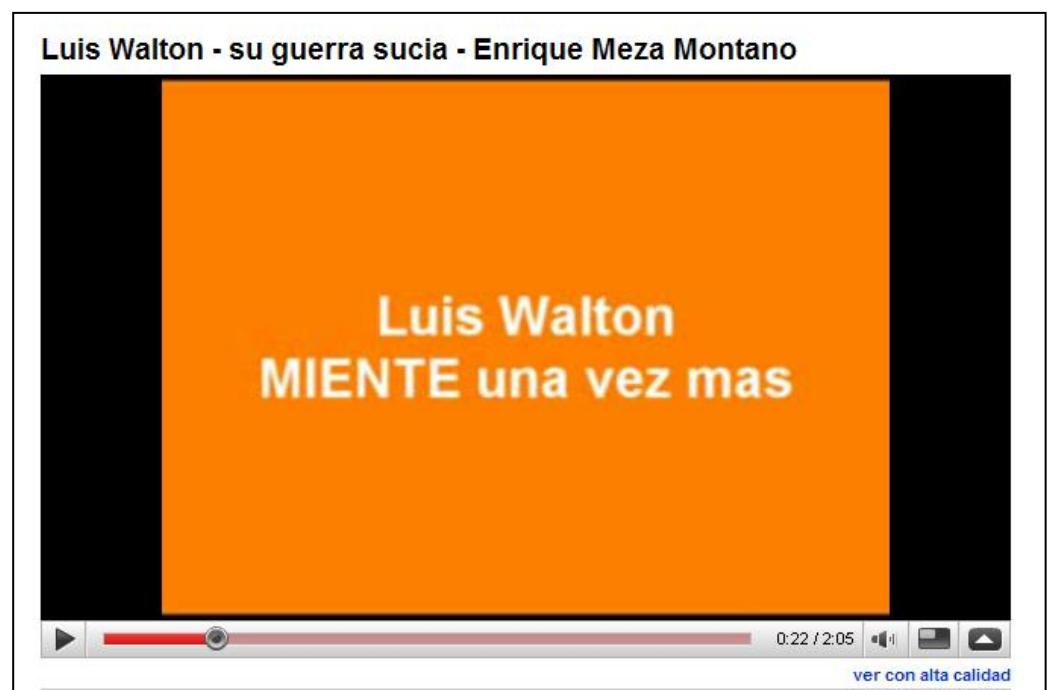 Luis Walton - su guerra sucia - Enrique Meza Montano
Luis Walton
MIENTE una vez mas
0:22 / 2:05
ver con alta calidad